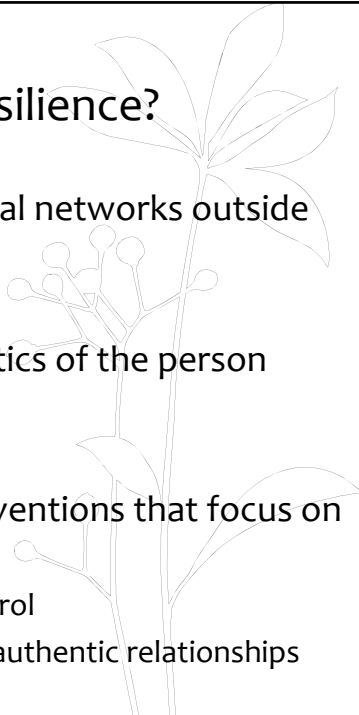 silience?
al networks outside
tics of the person
ventions that focus on
rol
authentic relationships